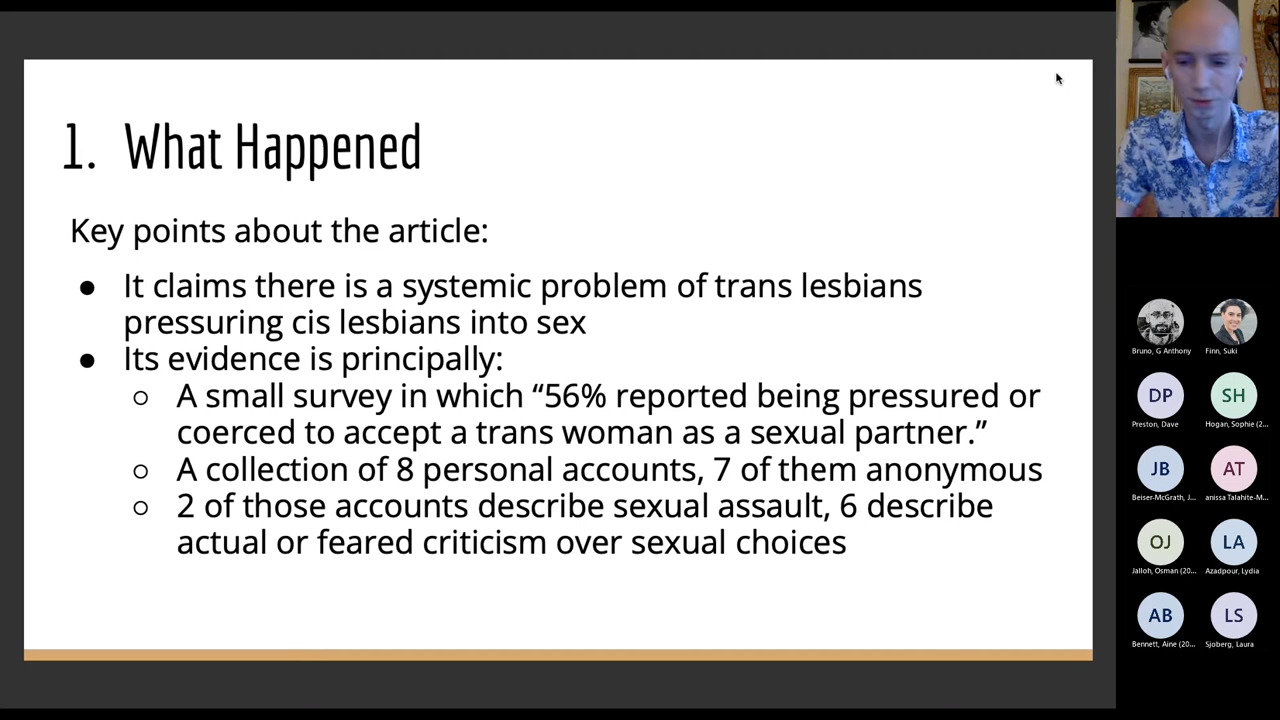 1. What Happened
Key points about the article:
● It claims there is a systemic problem of trans lesbians
pressuring cis lesbians into sex
● Its evidence is principally:
○ A small survey in which “56% reported being pressured or
coerced to accept a trans woman as a sexual partner.”
○ A collection of 8 personal accounts, 7 of them anonymous
○ 2 of those accounts describe sexual assault, 6 describe
actual or feared criticism over sexual choices
Bruno, G Anthony
Finn, Suki
DP
Preston, Dave
SH
Hogan, Sophie (2...
JB
Beiser-McGrath, J...
AT
anissa Talahite-M...
OJ
Jalloh, Osman (20...
LA
Azadpour, Lydia
AB
Bennett, Aine (20...
LS
Sjoberg, Laura